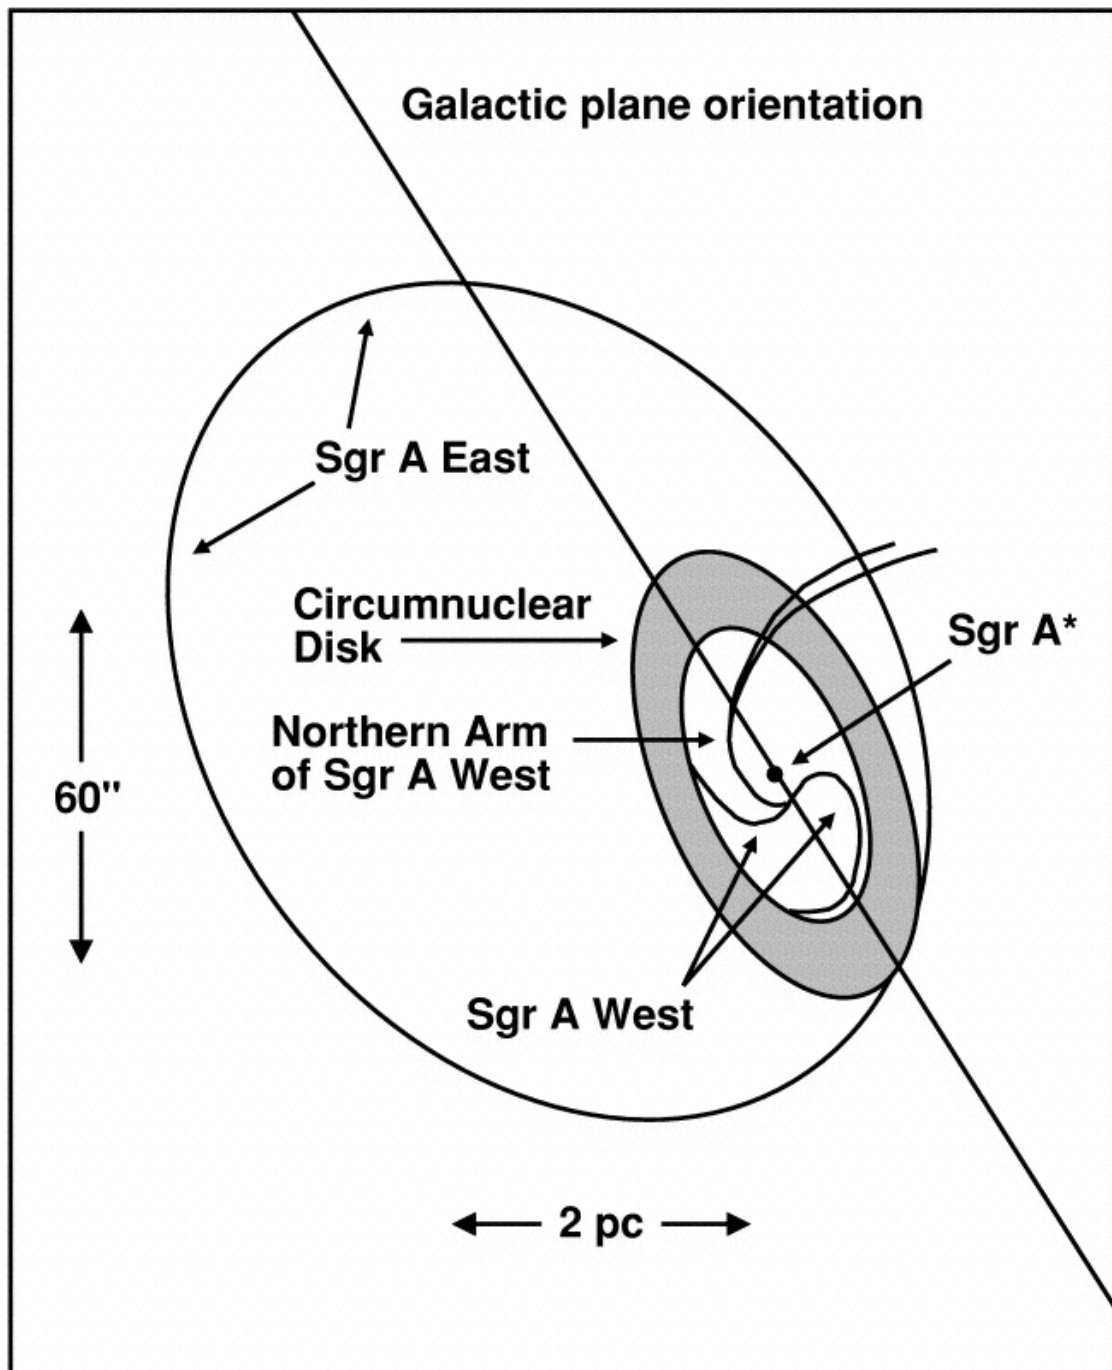 Galactic plane orientation
Sgr A East
Circumnuclear
Disk
Sgr A*
Northern Arm
of Sgr A West
60"
Sgr A West
2 pc